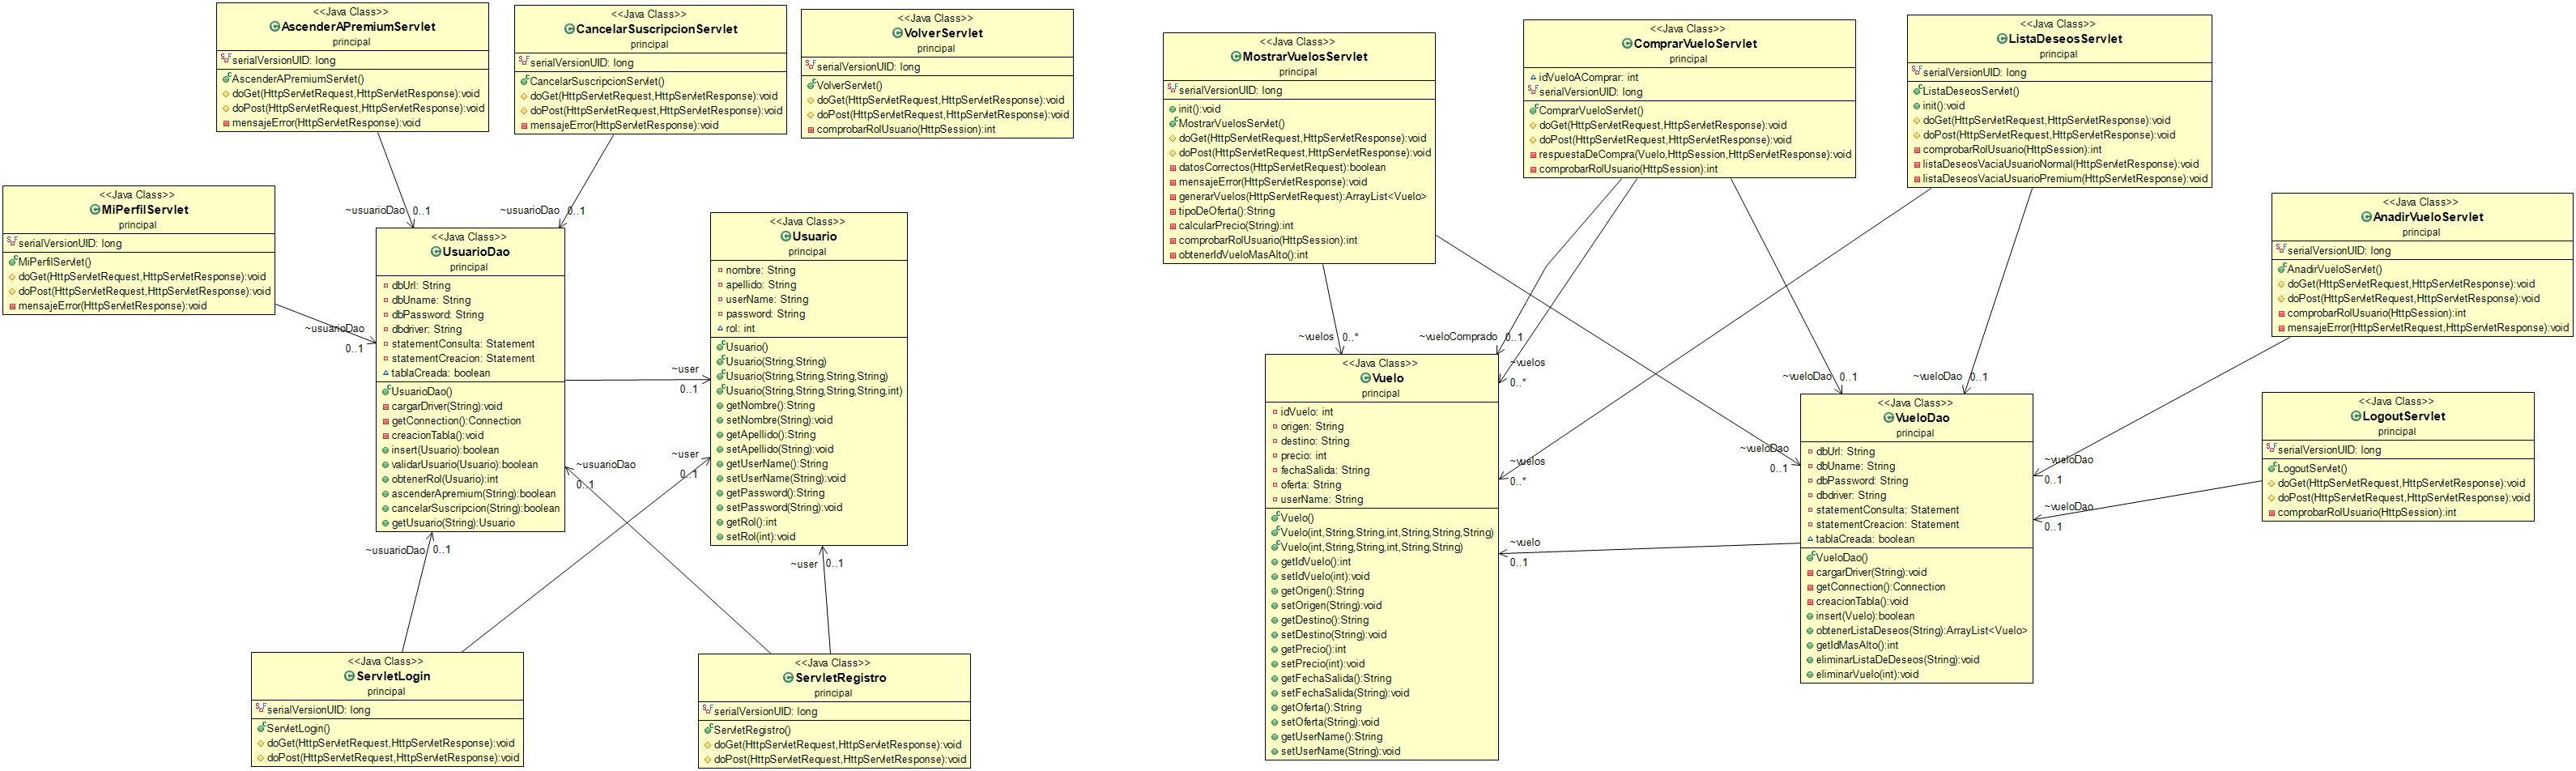 <<Java Class>>
AscenderAPremiumServlet
principal
serialVersionUID: long
AscenderAPremiumServlet()
doGet(HttpServletRequest,HttpServletResponse):void
doPost(HttpServletRequest,HttpServletResponse):void
mensajeError(HttpServletResponse):void
<<Java Class>>
CancelarSuscripcionServlet
principal
serialVersionUID: long
CancelarSuscripcionServlet()
doGet(HttpServletRequest,HttpServletResponse):void
doPost(HttpServletRequest,HttpServletResponse):void
mensajeError(HttpServletResponse):void
<<Java Class>>
VolverServlet
principal
serialVersionUID: long
VolverServlet()
doGet(HttpServletRequest,HttpServletResponse):void
doPost(HttpServletRequest,HttpServletResponse):void
comprobarRolUsuario(HttpSession):int
<<Java Class>>
MiPerfilServlet
principal
serialVersionUID: long
MiPerfilServlet()
doGet(HttpServletRequest,HttpServletResponse):void
doPost(HttpServletRequest,HttpServletResponse):void
mensajeError(HttpServletResponse):void
~usuarioDao 0..1
~usuarioDao 0..1
~usuarioDao
0..1
<<Java Class>>
UsuarioDao
principal
dbUrl: String
dbUname: String
dbPassword: String
dbdriver: String
statementConsulta: Statement
statementCreacion: Statement
tablaCreada: boolean
UsuarioDao()
cargarDriver(String):void
getConnection():Connection
creacionTabla():void
insert(Usuario):boolean
validarUsuario(Usuario):boolean
obtenerRol(Usuario):int
ascenderApremium(String):boolean
cancelarSuscripcion(String):boolean
getUsuario(String):Usuario
~user
0..1
~user
0..1
~usuarioDao
0..1
<<Java Class>>
Usuario
principal
nombre: String
apellido: String
userName: String
password: String
rol: int
Usuario()
Usuario(String,String)
Usuario(String,String,String,String)
Usuario(String,String,String,String,int)
getNombre():String
setNombre(String):void
getApellido():String
setApellido(String):void
getUserName():String
setUserName(String):void
getPassword():String
setPassword(String):void
getRol():int
setRol(int):void
~usuarioDao 0..1
~user 0..1
<<Java Class>>
ServletLogin
principal
serialVersionUID: long
ServletLogin()
doGet(HttpServletRequest,HttpServletResponse):void
doPost(HttpServletRequest,HttpServletResponse):void
<<Java Class>>
ServletRegistro
principal
serialVersionUID: long
ServletRegistro()
doGet(HttpServletRequest,HttpServletResponse):void
doPost(HttpServletRequest,HttpServletResponse):void
<<Java Class>>
MostrarVuelosServlet
principal
serialVersionUID: long
init():void
MostrarVuelosServlet()
doGet(HttpServletRequest,HttpServletResponse):void
doPost(HttpServletRequest,HttpServletResponse):void
datosCorrectos(HttpServletRequest):boolean
mensajeError(HttpServletResponse):void
generarVuelos(HttpServletRequest):ArrayList<Vuelo>
tipoDeOferta():String
calcularPrecio(String):int
comprobarRolUsuario(HttpSession):int
obtenerIdVueloMasAlto():int
<<Java Class>>
ComprarVueloServlet
principal
idVueloAComprar: int
serialVersionUID: long
ComprarVueloServlet()
doGet(HttpServletRequest,HttpServletResponse):void
doPost(HttpServletRequest,HttpServletResponse):void
respuestaDeCompra(Vuelo,HttpSession,HttpServletResponse):void
comprobarRolUsuario(HttpSession):int
<<Java Class>>
ListaDeseosServlet
principal
serialVersionUID: long
ListaDeseosServlet()
init():void
doGet(HttpServletRequest,HttpServletResponse):void
doPost(HttpServletRequest,HttpServletResponse):void
comprobarRolUsuario(HttpSession):int
listaDeseosVaciaUsuarioNormal(HttpServletResponse):void
listaDeseosVaciaUsuarioPremium(HttpServletResponse):void
<<Java Class>>
AnadirVueloServlet
principal
serialVersionUID: long
AnadirVueloServlet()
doGet(HttpServletRequest,HttpServletResponse):void
doPost(HttpServletRequest,HttpServletResponse):void
comprobarRolUsuario(HttpSession):int
mensajeError(HttpServletRequest,HttpServletResponse):void
~vuelos 0..*
~vueloComprado 0..1
~vuelos
0..*
~vuelos
0..*
~vuelo
0..1
<<Java Class>>
Vuelo
principal
idVuelo: int
origen: String
destino: String
precio: int
fechaSalida: String
oferta: String
userName: String
Vuelo()
Vuelo(int,String,String,int,String,String,String)
Vuelo(int,String,String,int,String,String)
getIdVuelo():int
setIdVuelo(int):void
getOrigen():String
setOrigen(String):void
getDestino():String
setDestino(String):void
getPrecio():int
setPrecio(int):void
getFechaSalida():String
setFechaSalida(String):void
getOferta():String
setOferta(String):void
getUserName():String
setUserName(String):void
~vueloDao 0..1
~vueloDao 0..1
~vueloDao
0..1
~vueloDao
0..1
~vueloDao
0..1
<<Java Class>>
VueloDao
principal
dbUrl: String
dbUname: String
dbPassword: String
dbdriver: String
statementConsulta: Statement
statementCreacion: Statement
tablaCreada: boolean
VueloDao()
cargarDriver(String):void
getConnection():Connection
creacionTabla():void
insert(Vuelo):boolean
obtenerListaDeseos(String):ArrayList<Vuelo>
getIdMasAlto():int
eliminarListaDeDeseos(String):void
eliminarVuelo(int):void
<<Java Class>>
LogoutServlet
principal
serialVersionUID: long
LogoutServlet()
doGet(HttpServletRequest,HttpServletResponse):void
doPost(HttpServletRequest,HttpServletResponse):void
comprobarRolUsuario(HttpSession):int